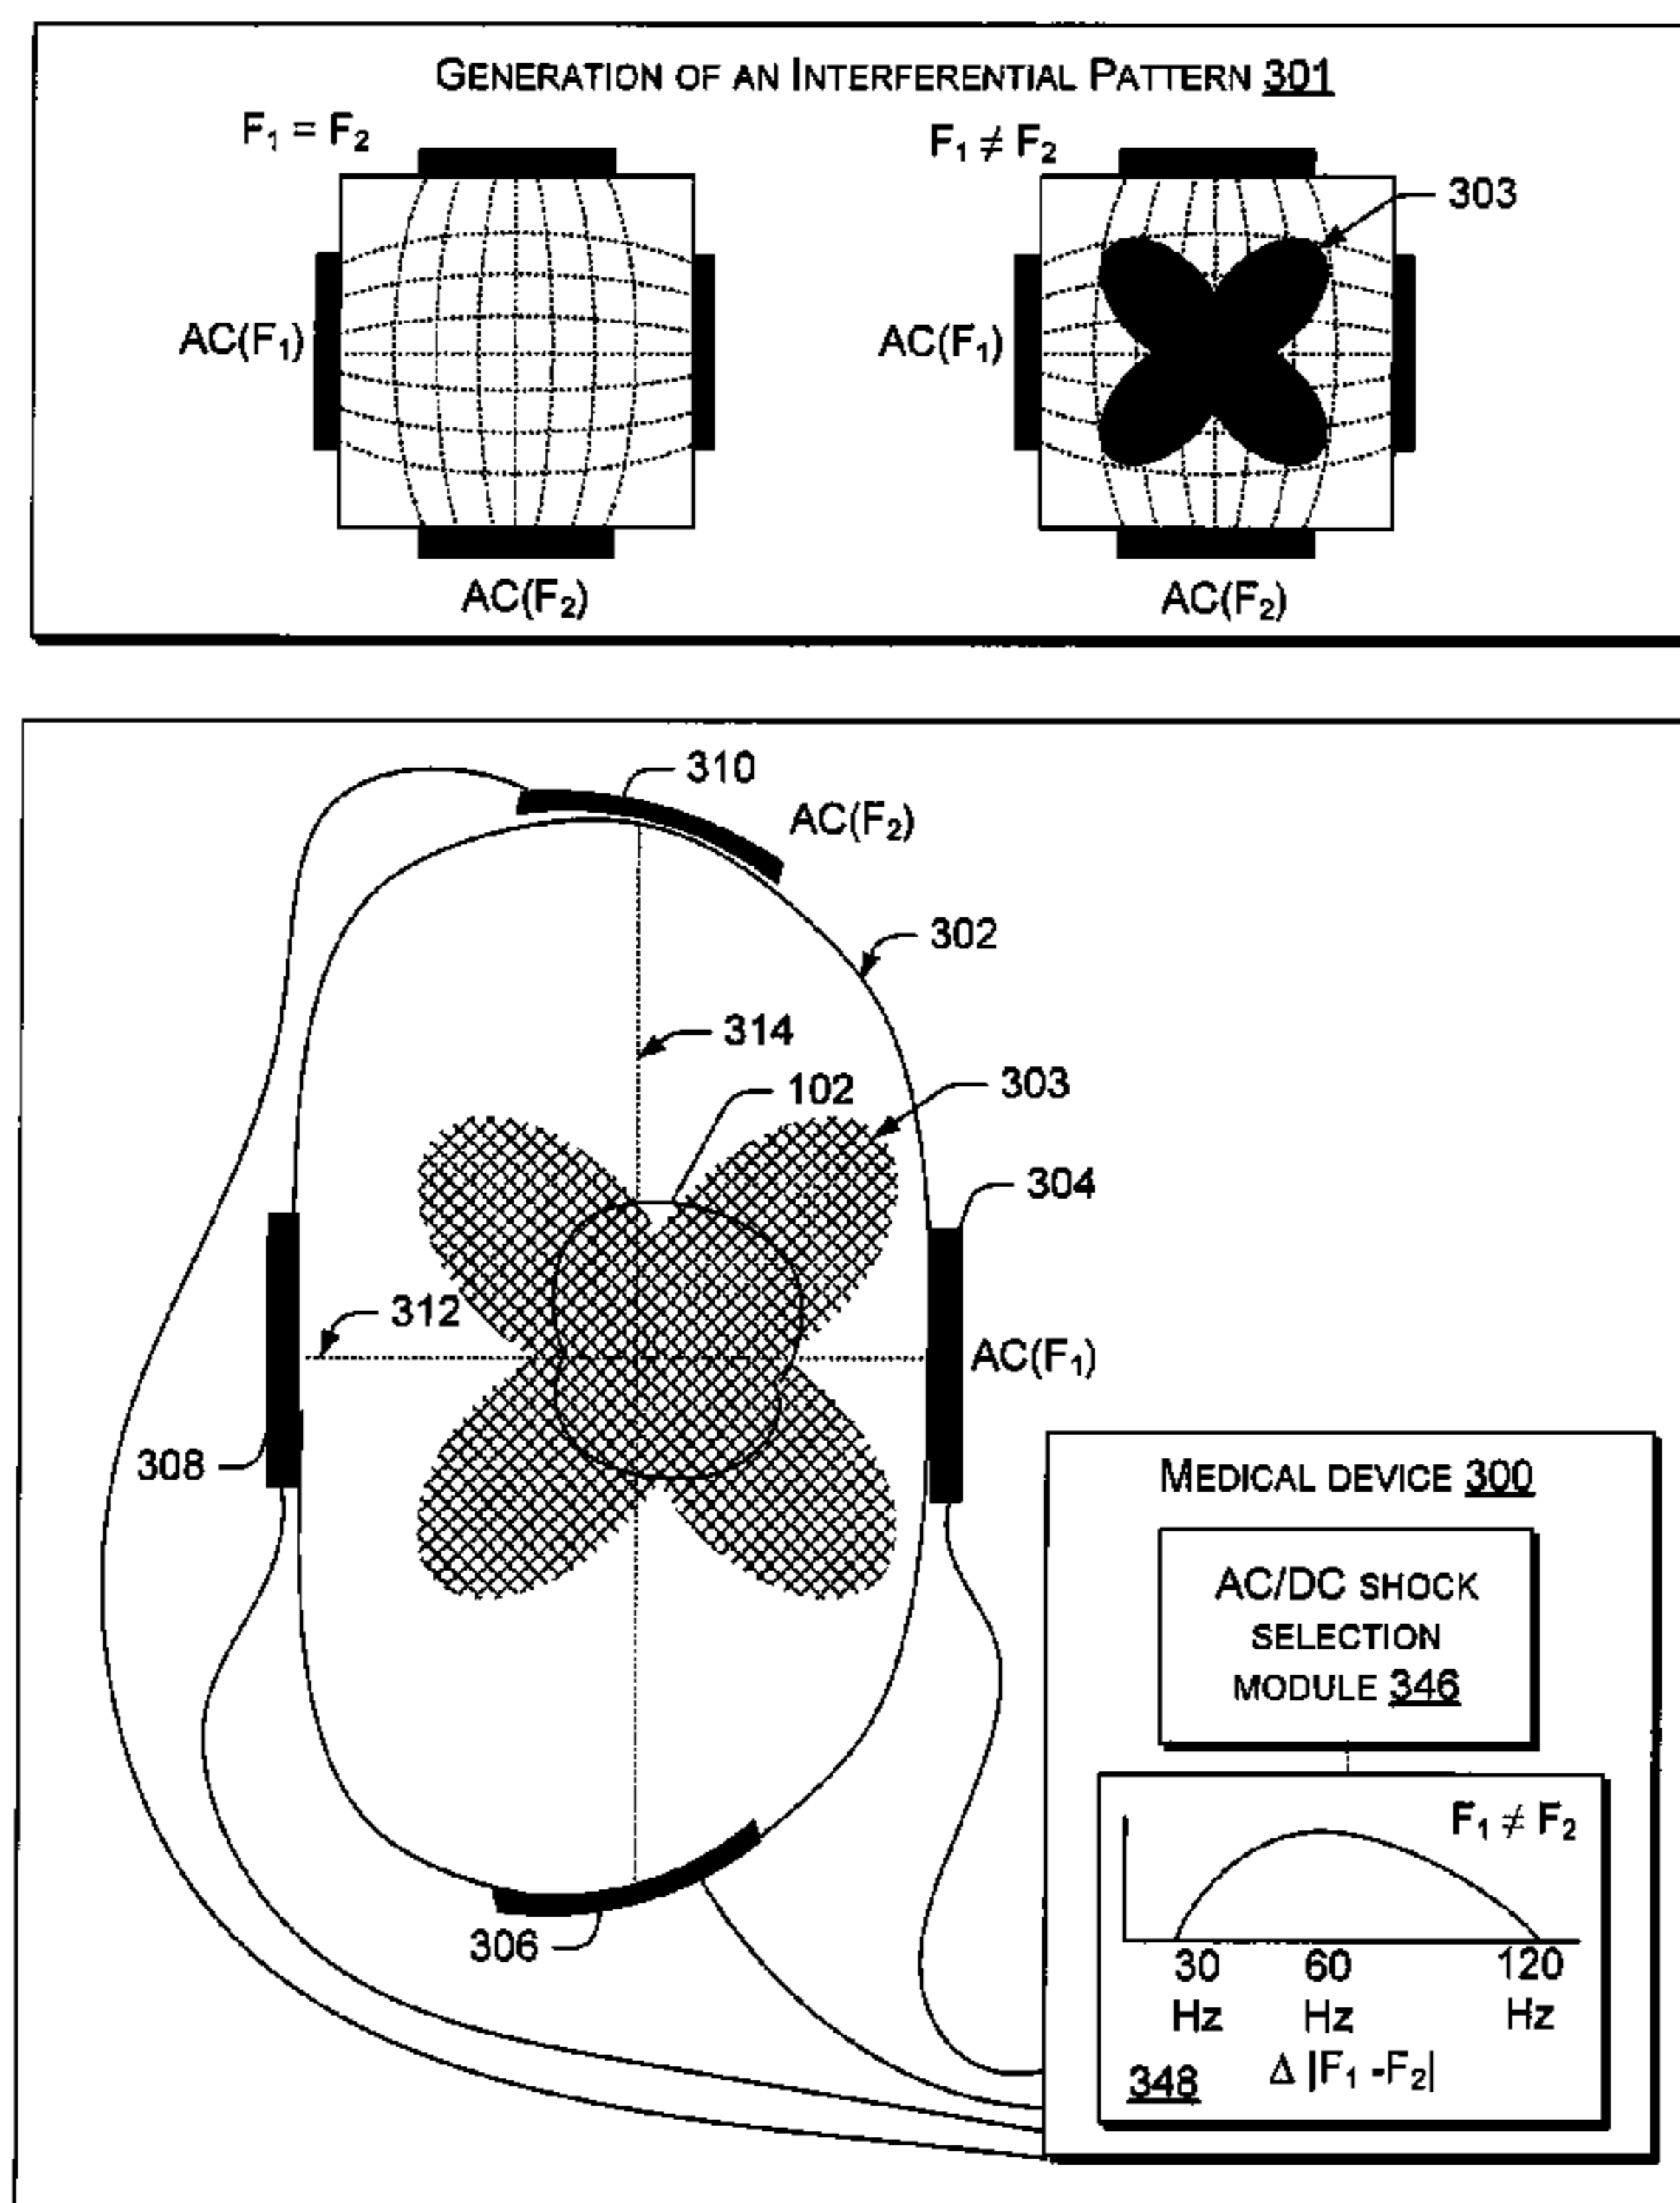 GENERATION OF AN INTERFERENTIAL PATTERN 301
F₁ = F₂
F₁ ≠ F₂
303
AC(F₁)
AC(F₁)
AC(F₂)
AC(F₂)
310
AC(F₂)
302
314
102
303
304
312
AC(F₁)
308
306
MEDICAL DEVICE 300
AC/DC SHOCK
SELECTION
MODULE 346
F₁ ≠ F₂
30 60 120
Hz Hz Hz
348 Δ |F₁ -F₂|